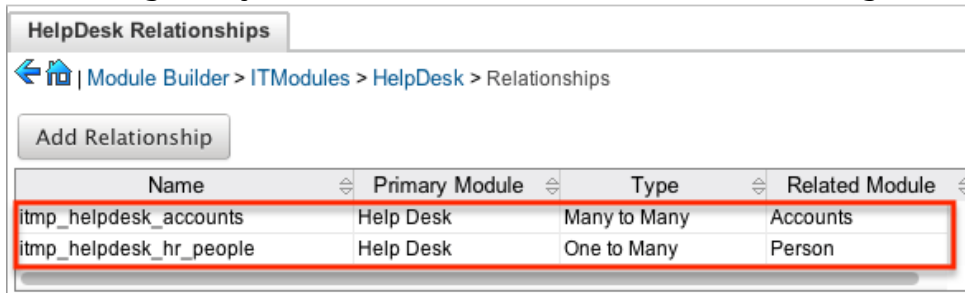 HelpDesk Relationships
| Module Builder > ITModules > HelpDesk > Relationships
Add Relationship
Name Primary Module Type Related Module
itmp_helpdesk_accounts Help Desk Many to Many Accounts
itmp_helpdesk_hr_people Help Desk One to Many Person